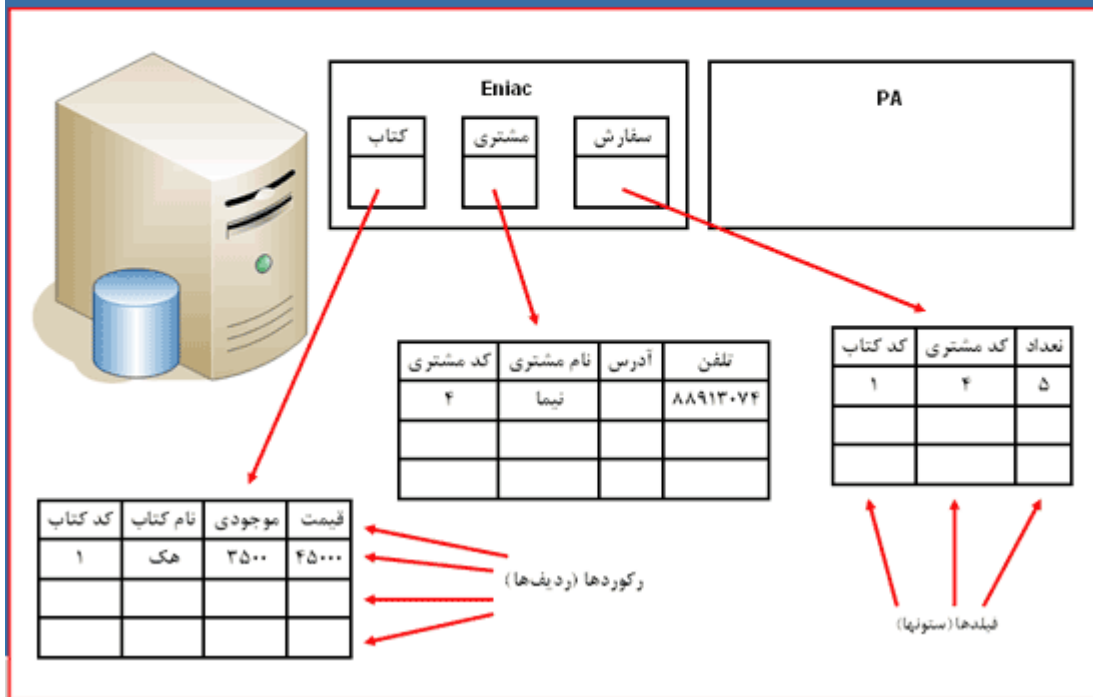 Eniac
PA
کتاب
مشتری
سفارش
کد مشتری نام مشتری آدرس تلفن
۴ نیما ۸۸۹۱۳۰۷۴
کد کتاب کد مشتری تعداد
۱ ۴ ۵
کد کتاب نام کتاب موجودی قیمت
۱ هک ۳۵۰۰ ۴۵۰۰۰
رکوردها (ردیف‌ها)
فیلدها (ستونها)